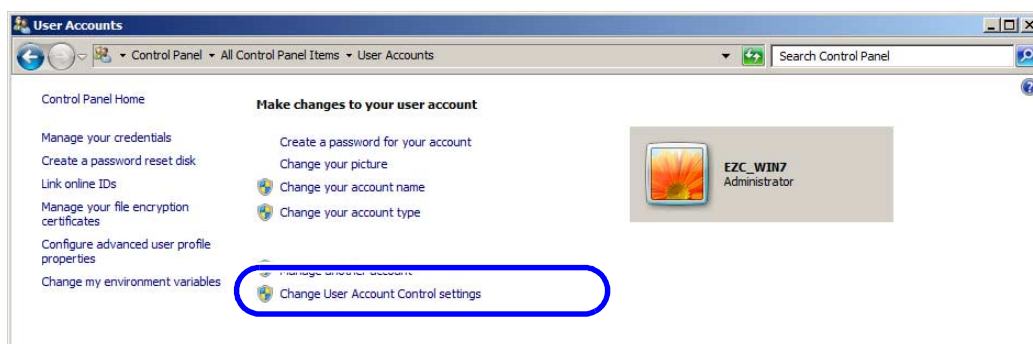 User Accounts
Control Panel All Control Panel Items User Accounts
Search Control Panel
Control Panel Home
Manage your credentials
Create a password reset disk
Link online IDs
Manage your file encryption
certificates
Configure advanced user profile
properties
Change my environment variables
Make changes to your user account
Create a password for your account
Change your picture
Change your account name
Change your account type
Manage another account
Change User Account Control settings
EZC_WIN7
Administrator